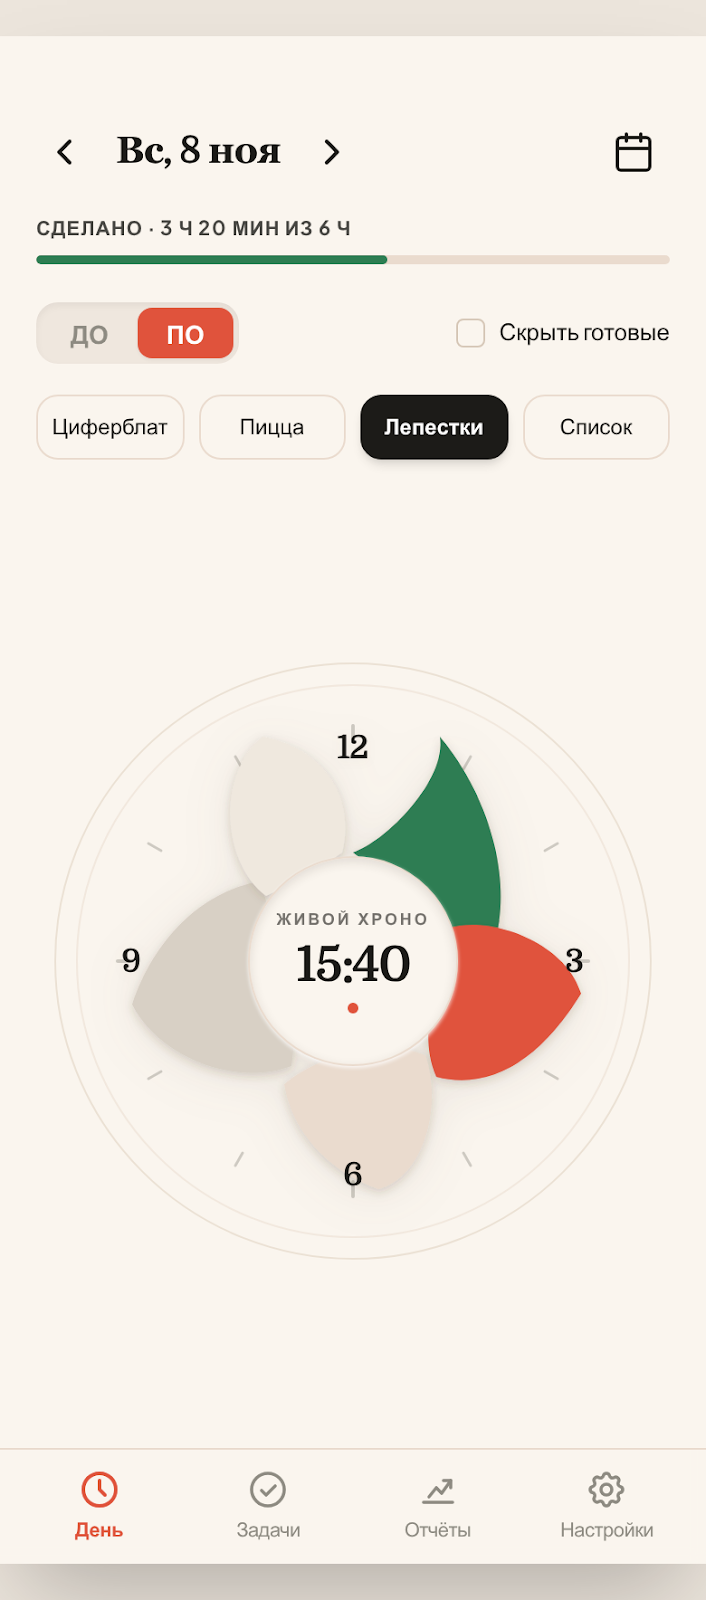 Вс, 8 ноя
СДЕЛАНО · 3 Ч 20 МИН ИЗ 6 Ч
ДО ПО Скрыть готовые
Циферблат Пицца Лепестки Список
12
9 3
ЖИВОЙ ХРОНО
15:40
6
День Задачи Отчёты Настройки